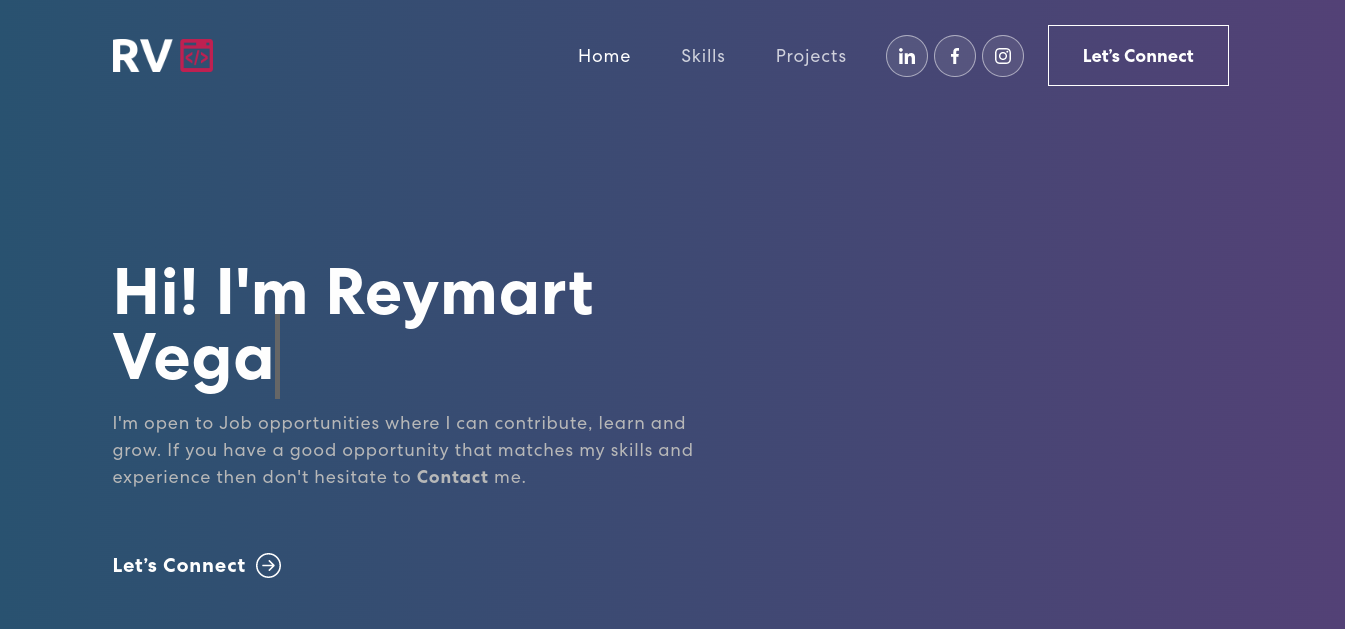 RV </>
Home Skills Projects in f Let’s Connect
Hi! I'm Reymart
Vega
I'm open to Job opportunities where I can contribute, learn and
grow. If you have a good opportunity that matches my skills and
experience then don't hesitate to Contact me.
Let’s Connect